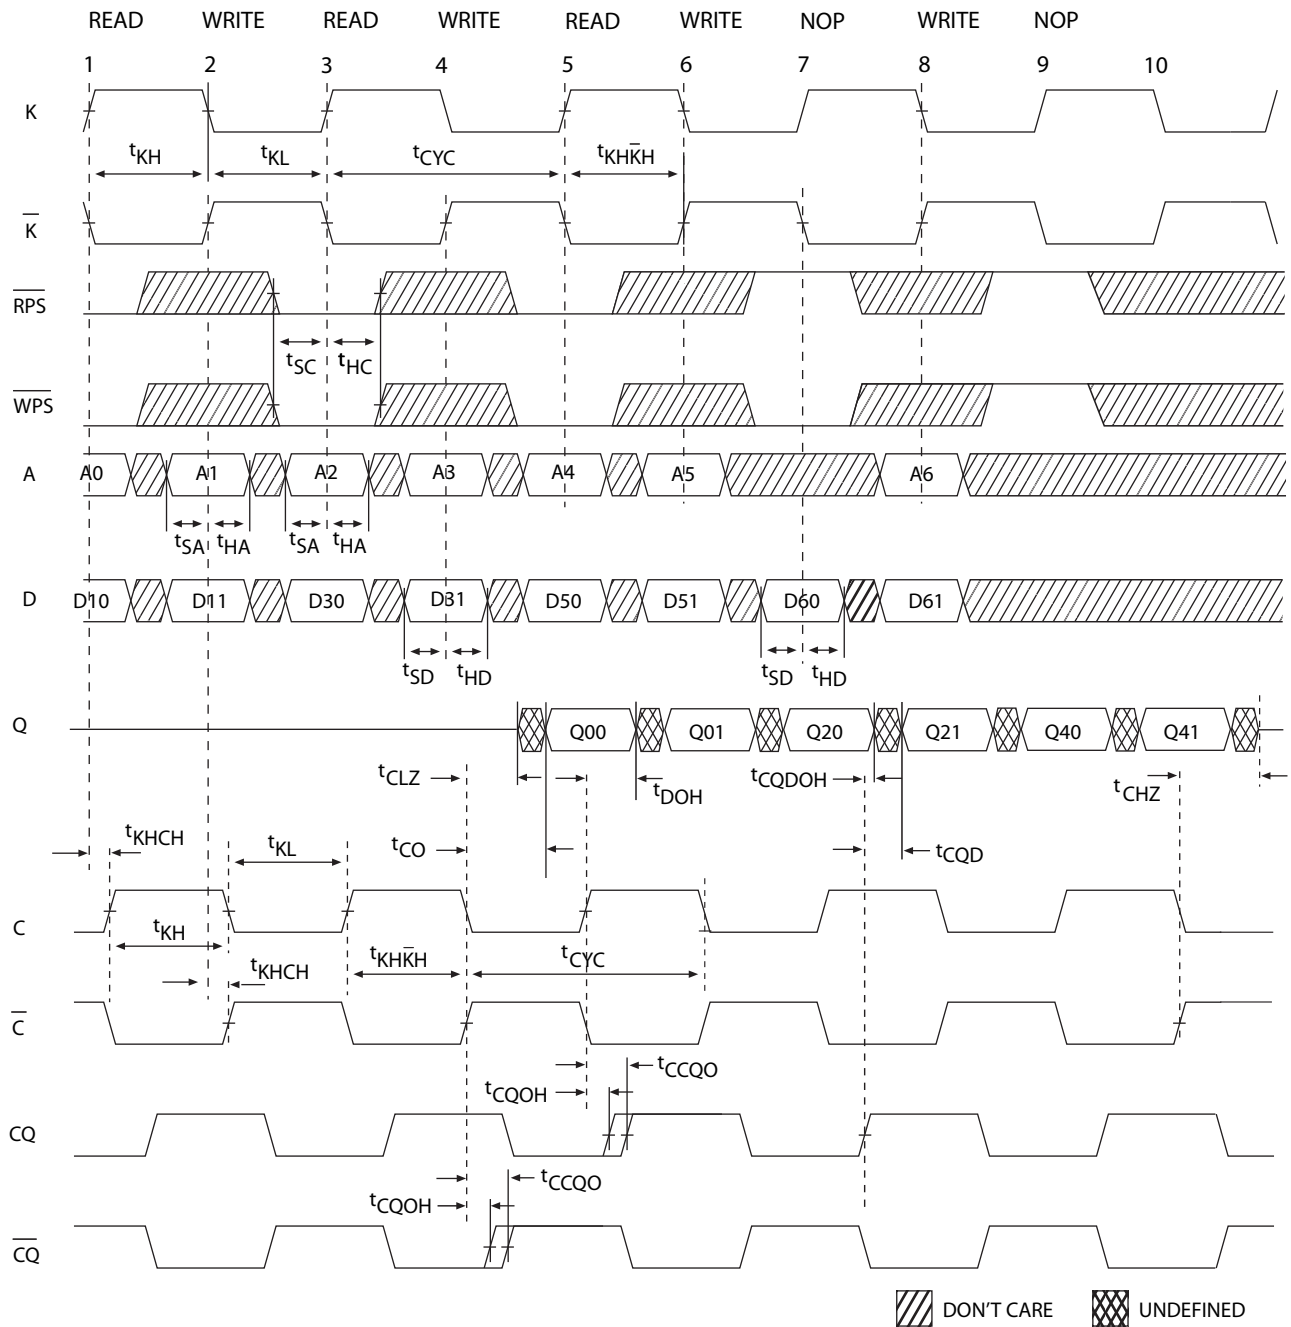 READ WRITE READ WRITE READ WRITE NOP WRITE NOP
1 2 3 4 5 6 7 8 9 10
K
tKH tKL tCYC tKHK̅H
K̅
R̅P̅S̅
tSC tHC
W̅P̅S̅
A A0 A1 A2 A3 A4 A5 A6
tSA tHA tSA tHA
D D10 D11 D30 D31 D50 D51 D60 D61
tSD tHD tSD tHD
Q Q00 Q01 Q20 Q21 Q40 Q41
tCLZ tDOH tCQDOH tCHZ
tKHCH tKL tCO tCQD
C
tKH tKHK̅H tCYC
tKHCH
C̅
tCCQO
tCQOH
CQ
tCCQO
tCQOH
C̅Q̅
DON'T CARE UNDEFINED